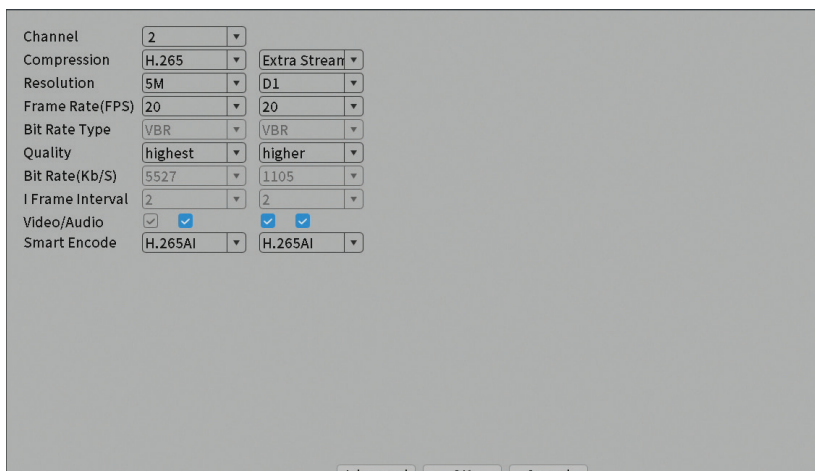 Channel 2
Compression H.265 Extra Stream
Resolution 5M D1
Frame Rate(FPS) 20 20
Bit Rate Type VBR VBR
Quality highest higher
Bit Rate(Kb/S) 5527 1105
I Frame Interval 2 2
Video/Audio
Smart Encode H.265AI H.265AI